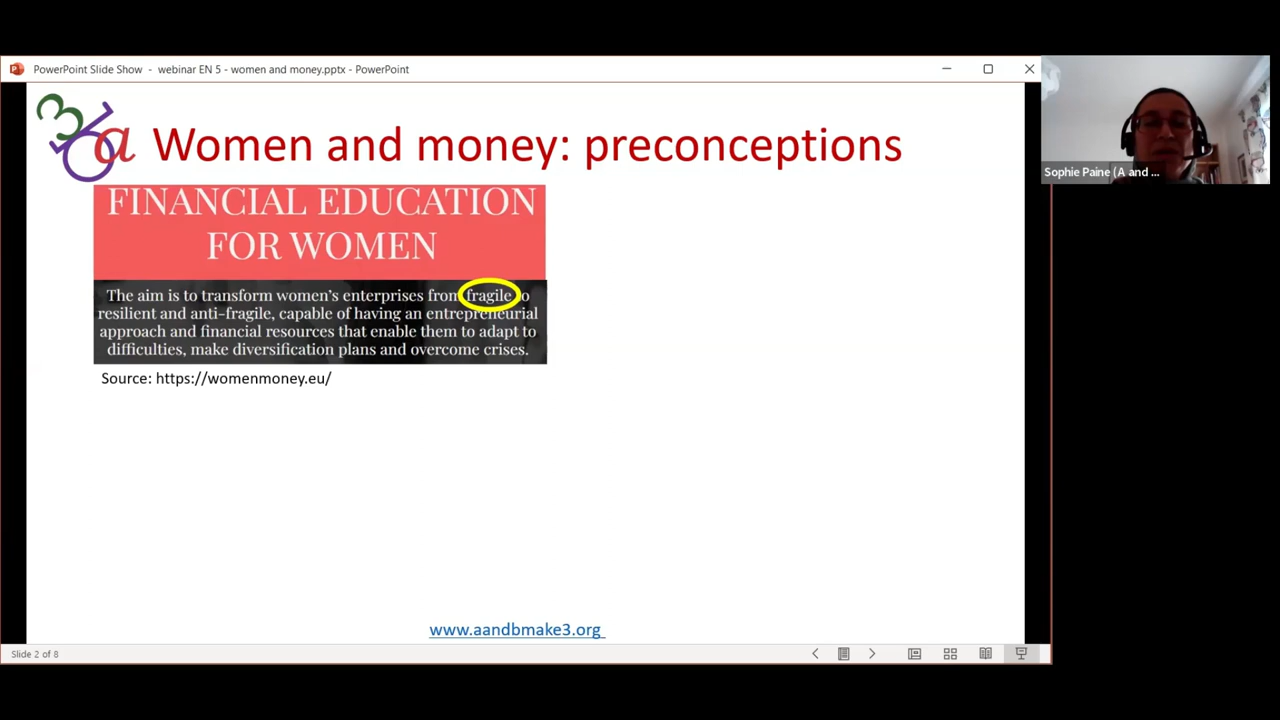 PowerPoint Slide Show - webinar EN 5 - women and money.pptx - PowerPoint
Women and money: preconceptions
FINANCIAL EDUCATION
FOR WOMEN
The aim is to transform women's enterprises from fragile to
resilient and anti-fragile, capable of having an entrepreneurial
approach and financial resources that enable them to adapt to
difficulties, make diversification plans and overcome crises.
Source: https://womenmoney.eu/
www.aandbmake3.org
Slide 2 of 8
Sophie Paine (A and ...